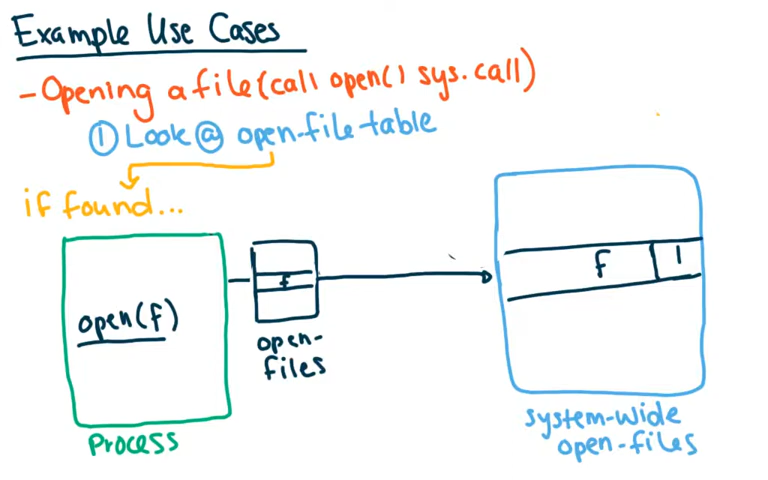 Example Use Cases
- Opening a file (call open() sys.call)
① Look @ open-file-table
if found...
open(f)
f
f 1
open-
files
Process
system-wide
open-files